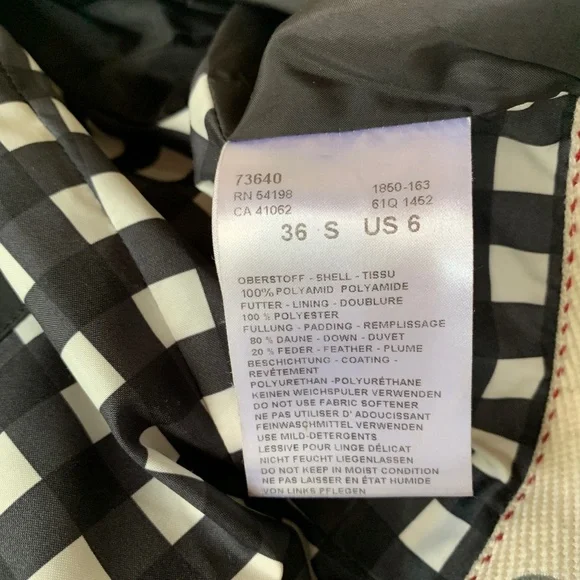 73640
RN 54198
CA 41062
1850-163
61Q 1452
36 S US 6
OBERSTOFF - SHELL - TISSU
100% POLYAMID POLYAMIDE
FUTTER - LINING - DOUBLURE
100 % POLYESTER
FÜLLUNG - PADDING - REMPLISSAGE
80 % DAUNE - DOWN - DUVET
20 % FEDER - FEATHER - PLUME
BESCHICHTUNG - COATING -
REVÊTEMENT
POLYURETHAN -POLYURÉTHANE
KEINEN WEICHSPÜLER VERWENDEN
DO NOT USE FABRIC SOFTENER
NE PAS UTILISER D' ADOUCISSANT
FEINWASCHMITTEL VERWENDEN
USE MILD-DETERGENTS
LESSIVE POUR LINGE DÉLICAT
NICHT FEUCHT LIEGENLASSEN
DO NOT KEEP IN MOIST CONDITION
NE PAS LAISSER EN ÉTAT HUMIDE
VON LINKS PFLEGEN